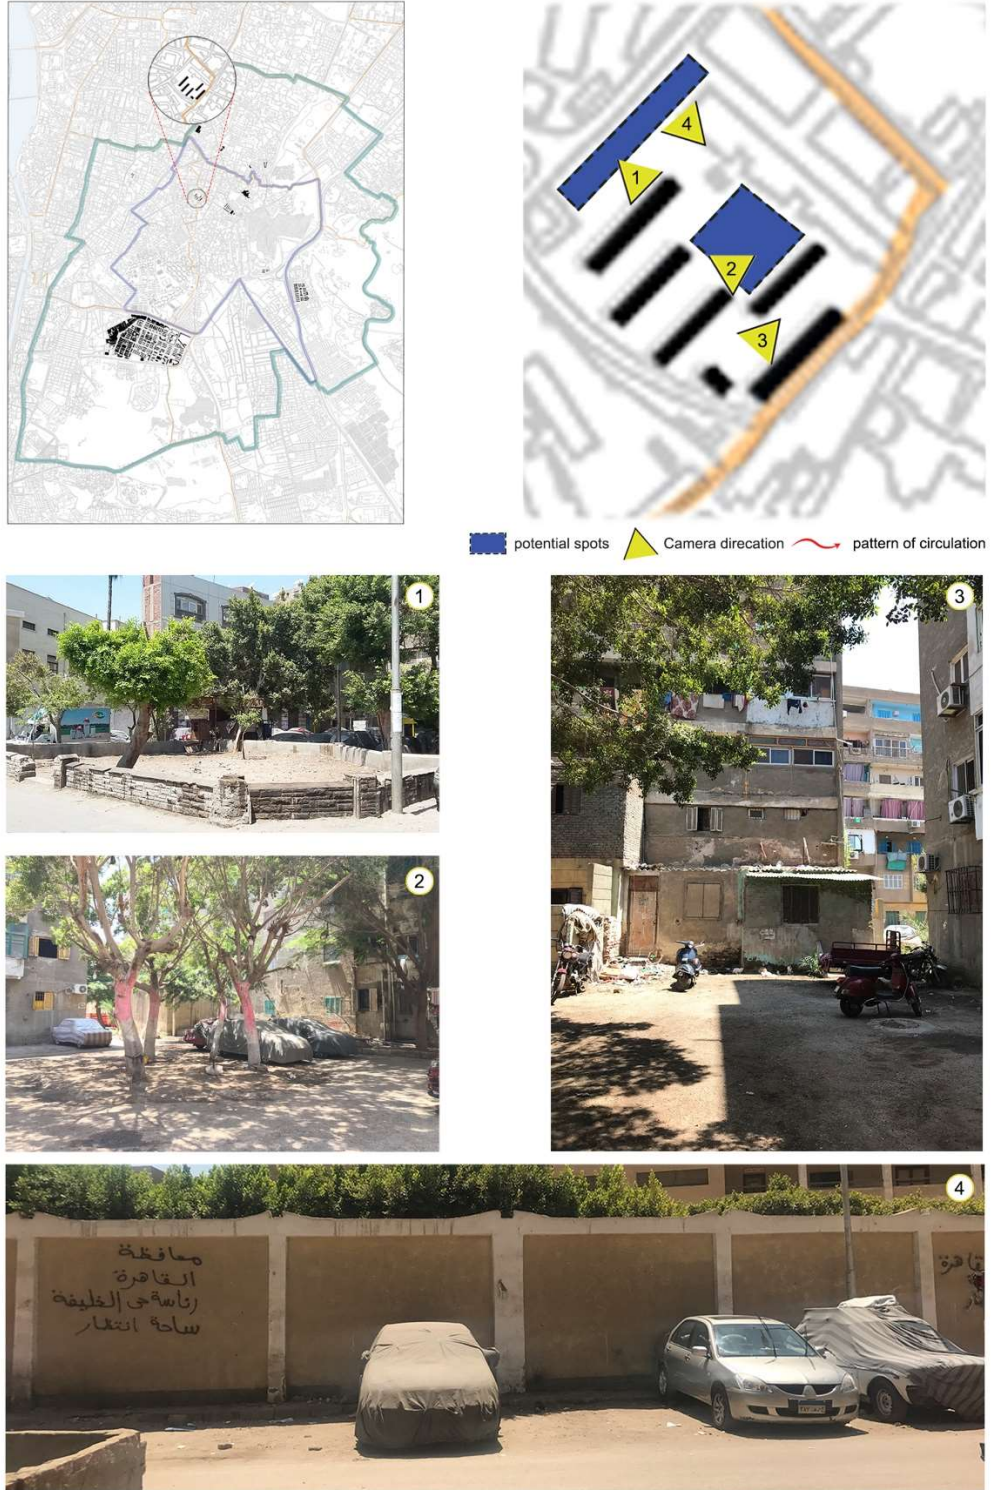 4
1
2
3
potential spots
Camera direcation
pattern of circulation
1
3
2
4
محافظة
القاهرة
رئاسة حى الخليفة
ساحة انتظار